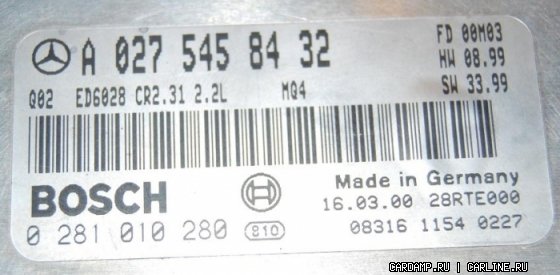 A 027 545 84 32
FD 00M03
HW 08.99
SW 33.99
Q02 ED6028 CR2.31 2.2L MQ4
BOSCH
Made in Germany
16.03.00 28RTE000
0 281 010 280 810
08316 1154 0227
CARDAMP.RU | CARLINE.RU